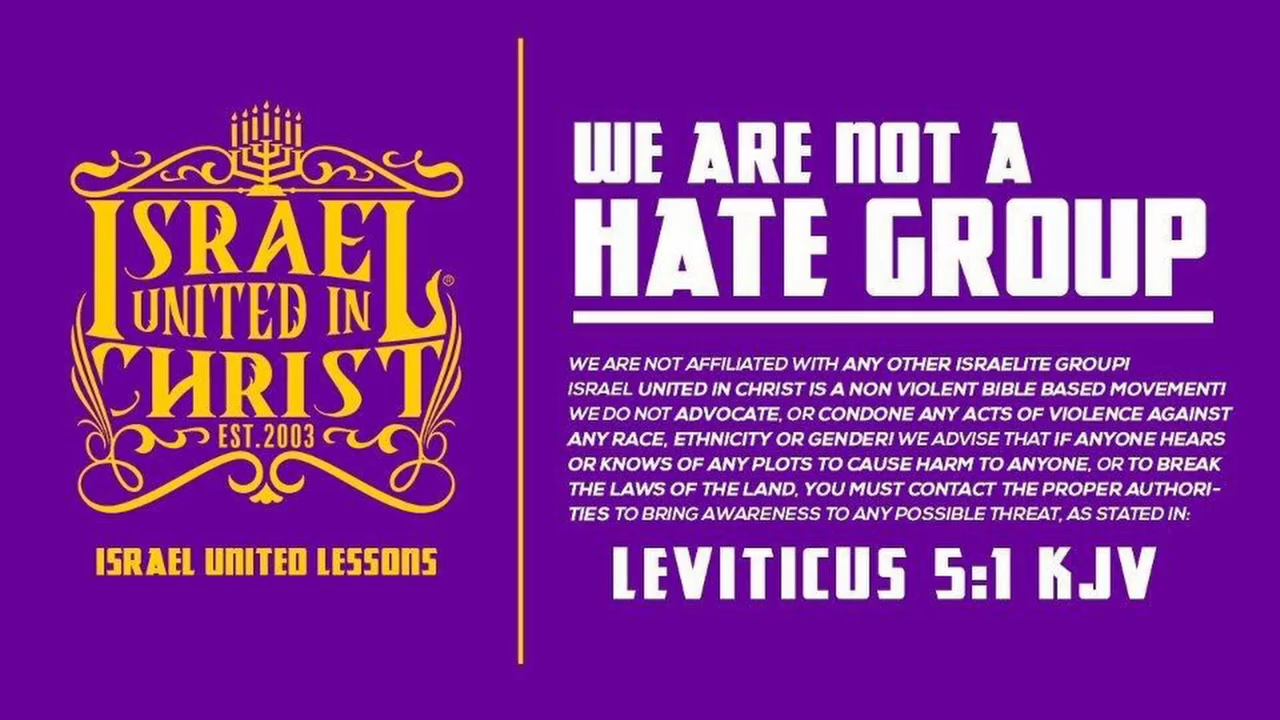 ISRAEL
UNITED IN
CHRIST
EST.2003
ISRAEL UNITED LESSONS
WE ARE NOT A
HATE GROUP
WE ARE NOT AFFILIATED WITH ANY OTHER ISRAELITE GROUP!
ISRAEL UNITED IN CHRIST IS A NON VIOLENT BIBLE BASED MOVEMENT!
WE DO NOT ADVOCATE, OR CONDONE ANY ACTS OF VIOLENCE AGAINST
ANY RACE, ETHNICITY OR GENDER! WE ADVISE THAT IF ANYONE HEARS
OR KNOWS OF ANY PLOTS TO CAUSE HARM TO ANYONE, OR TO BREAK
THE LAWS OF THE LAND, YOU MUST CONTACT THE PROPER AUTHORI-
TIES TO BRING AWARENESS TO ANY POSSIBLE THREAT, AS STATED IN:
LEVITICUS 5:1 KJV